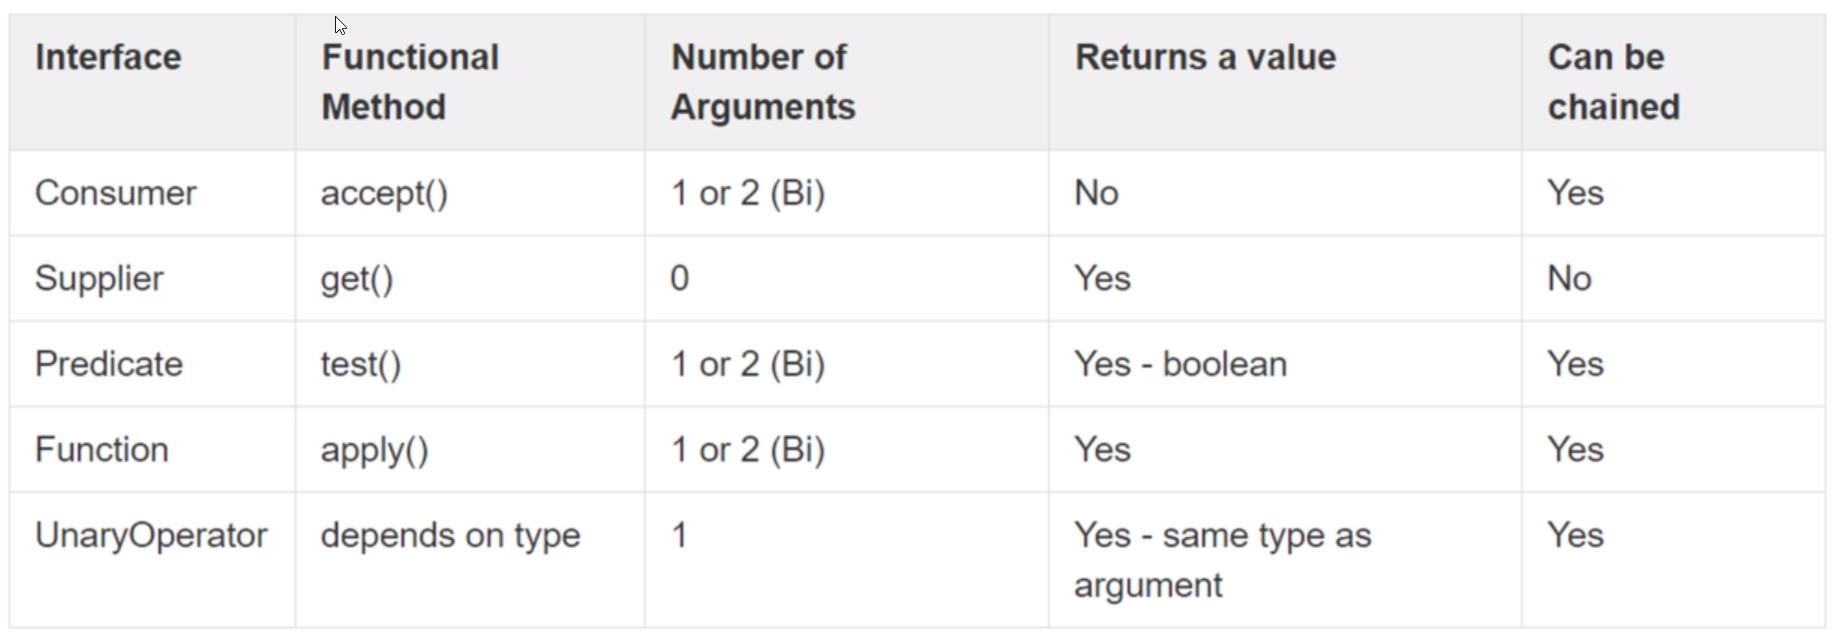 Interface Functional Method Number of Arguments Returns a value Can be chained
Consumer accept() 1 or 2 (Bi) No Yes
Supplier get() 0 Yes No
Predicate test() 1 or 2 (Bi) Yes - boolean Yes
Function apply() 1 or 2 (Bi) Yes Yes
UnaryOperator depends on type 1 Yes - same type as argument Yes